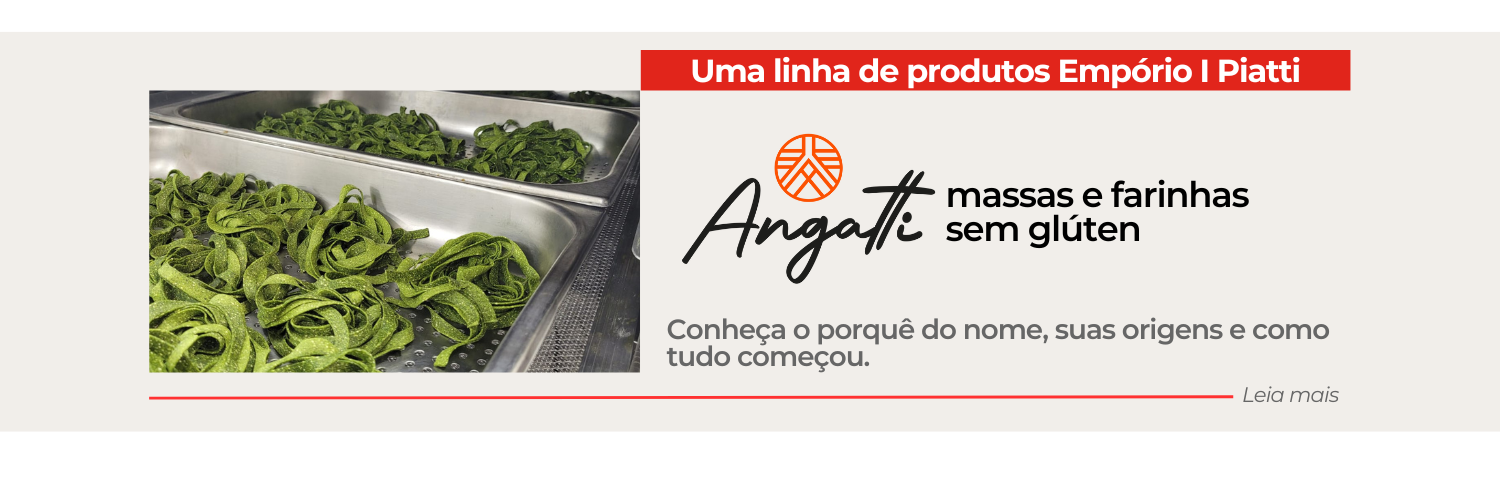 Uma linha de produtos Empório I Piatti
Angatti
massas e farinhas
sem glúten
Conheça o porquê do nome, suas origens e como
tudo começou.
Leia mais